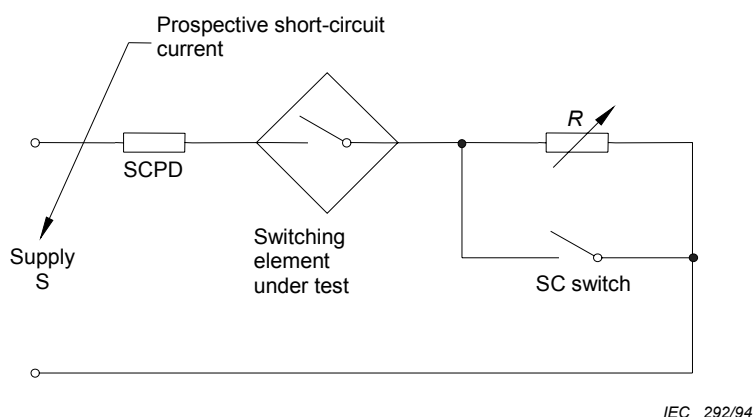 Prospective short-circuit
current
R
SCPD
Supply
S
Switching
element
under test
SC switch
IEC 292/94